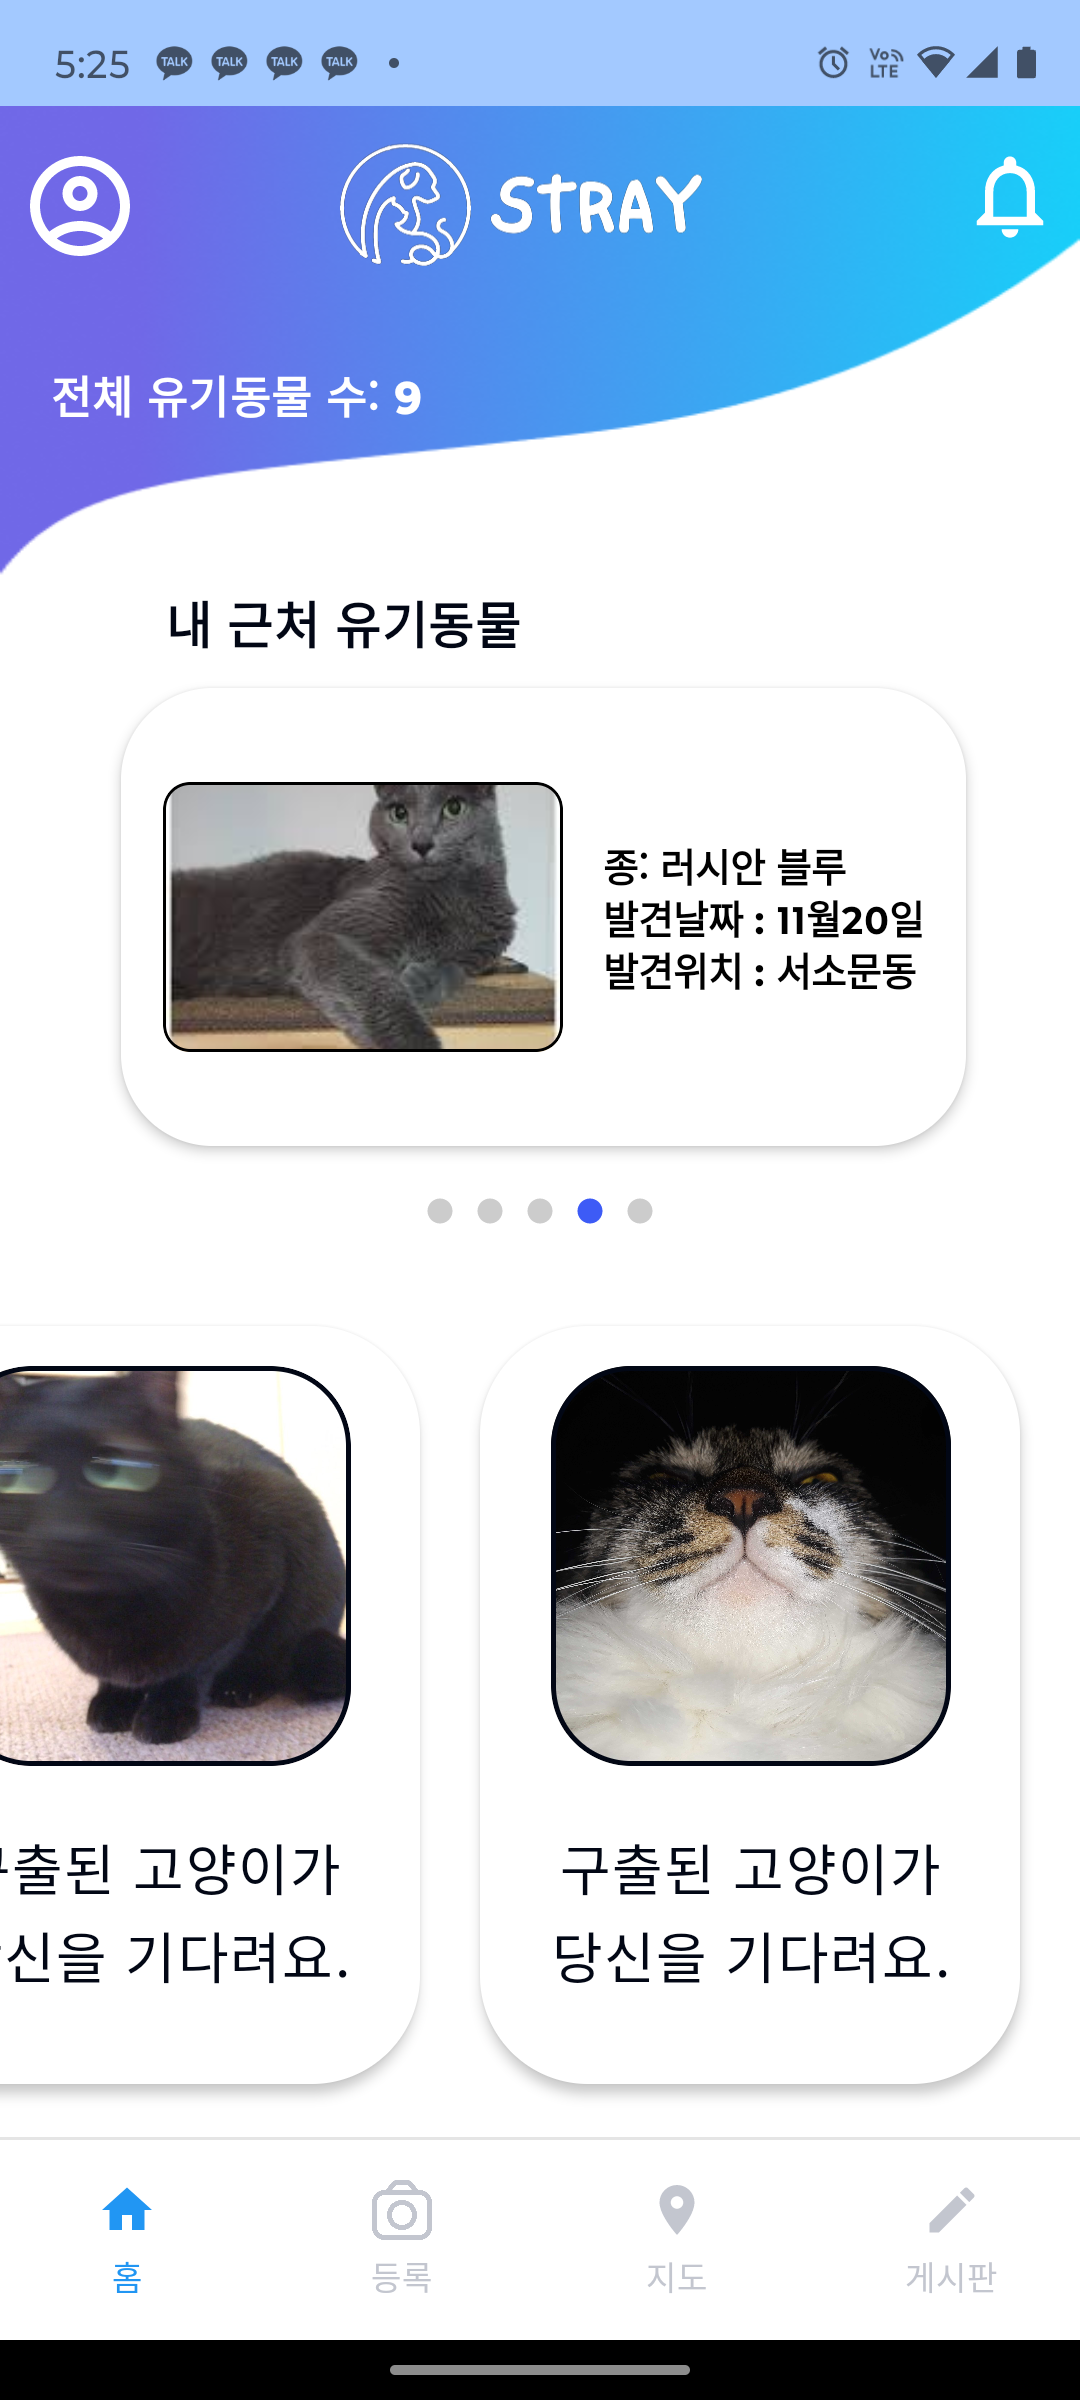 5:25 TALK TALK TALK TALK Vo LTE
STRAY
전체 유기동물 수: 9
내 근처 유기동물
종: 러시안 블루
발견날짜 : 11월20일
발견위치 : 서소문동
구출된 고양이가
신을 기다려요.
구출된 고양이가
당신을 기다려요.
홈 등록 지도 게시판